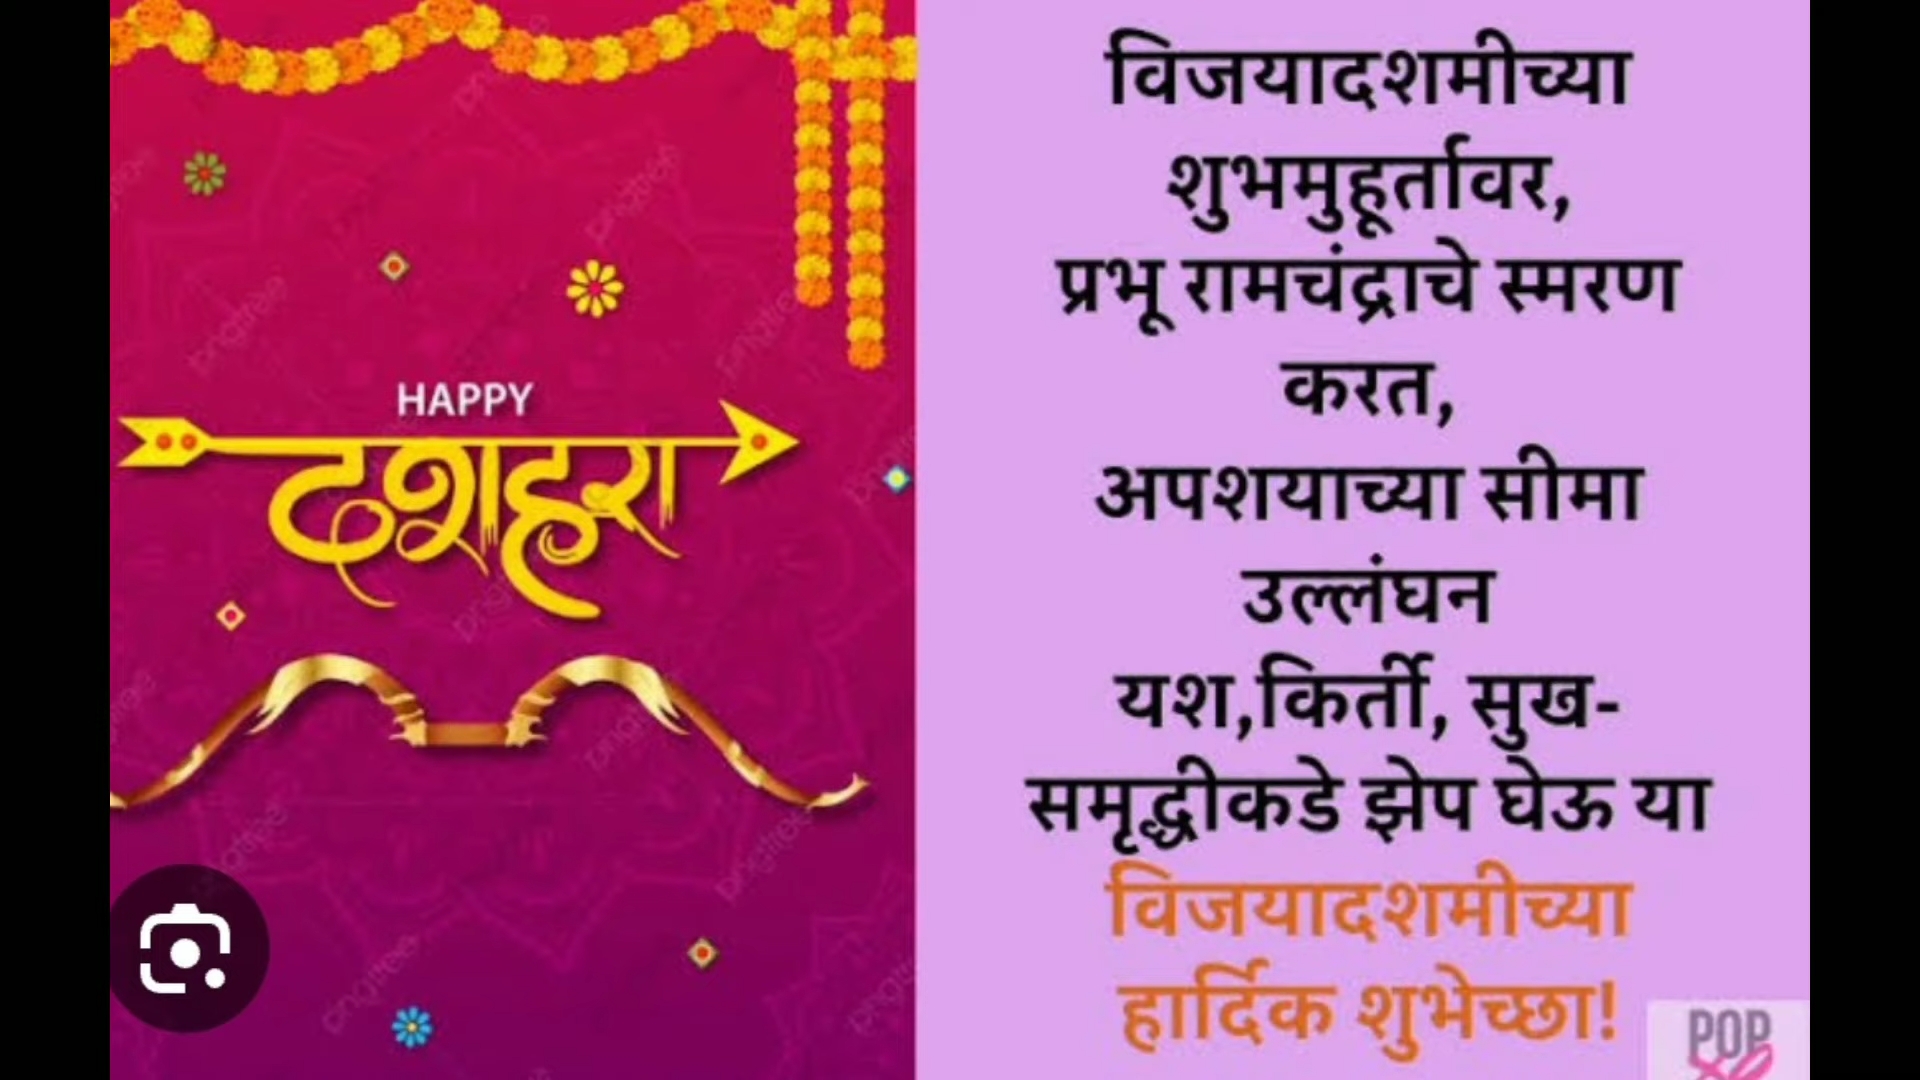 HAPPY
दशहरा
विजयादशमीच्या
शुभमुहूर्तावर,
प्रभू रामचंद्राचे स्मरण
करत,
अपशयाच्या सीमा
उल्लंघन
यश,किर्ती, सुख-
समृद्धीकडे झेप घेऊ या
विजयादशमीच्या
हार्दिक शुभेच्छा!
POP